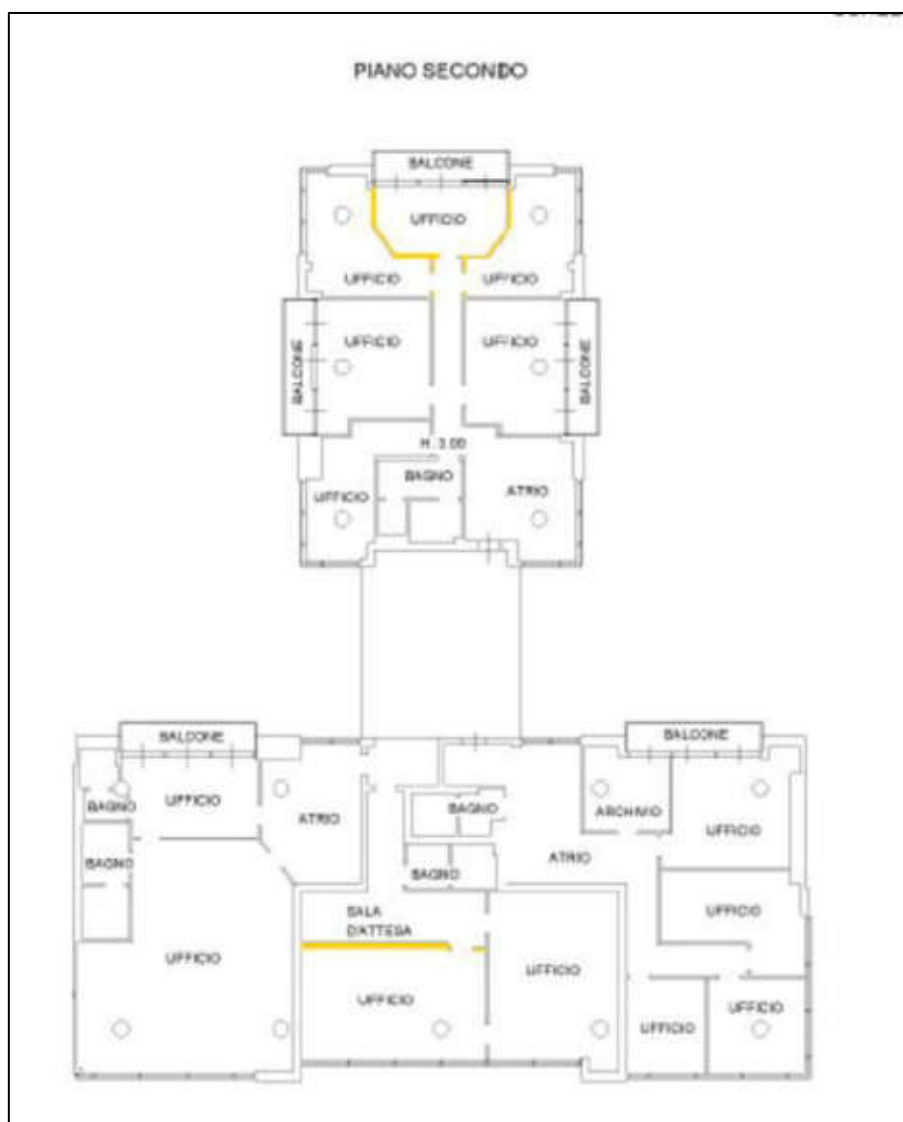 PIANO SECONDO
BALCONE
UFFICIO
UFFICIO
UFFICIO
UFFICIO
UFFICIO
BALCONE
BALCONE
H. 3.00
BAGNO
UFFICIO
ATRIO
BALCONE
BALCONE
UFFICIO
BAGNO
ATRIO
BAGNO
ARCHIVIO
UFFICIO
BAGNO
ATRIO
BAGNO
SALA
D'ATTESA
UFFICIO
UFFICIO
UFFICIO
UFFICIO
UFFICIO
UFFICIO